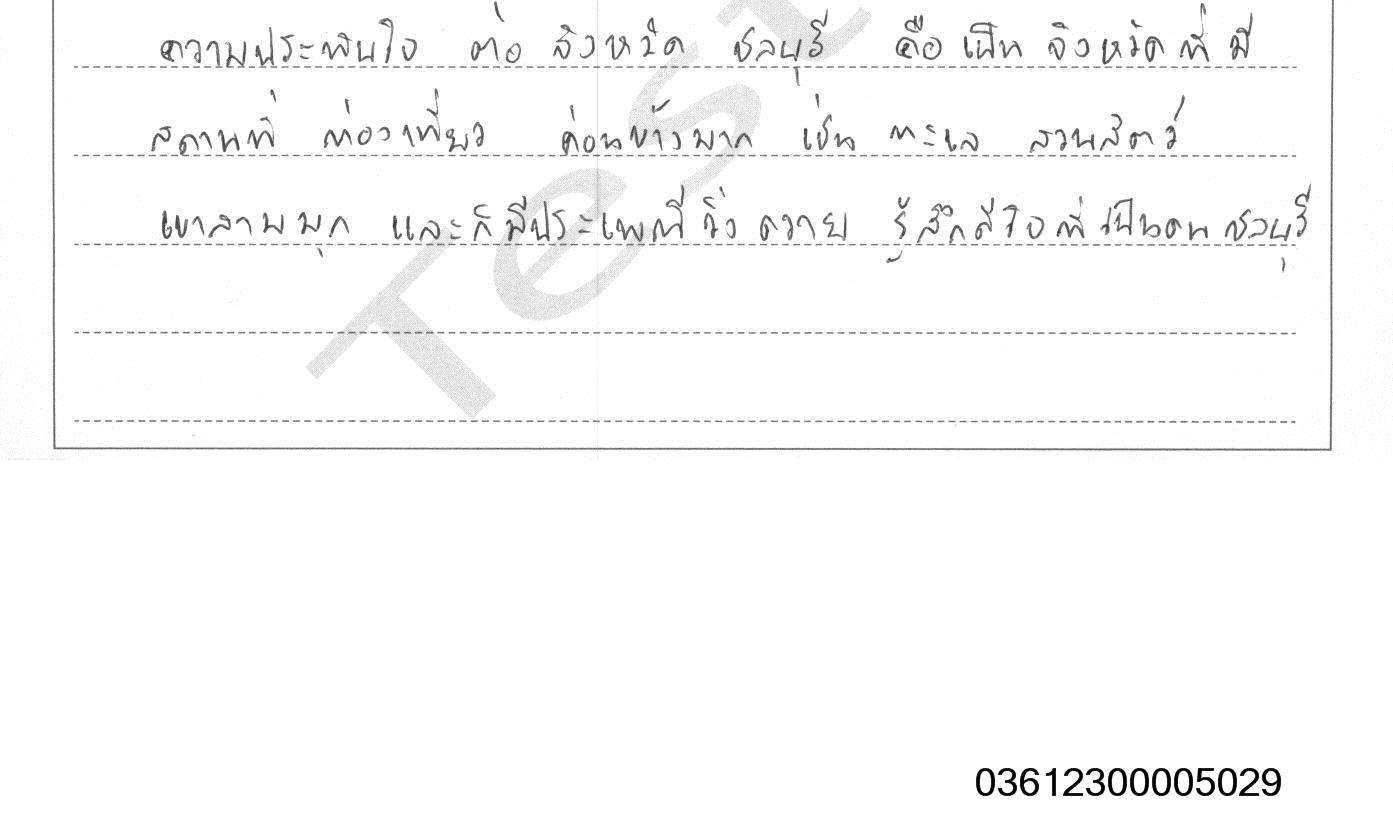 ความประทับใจ ต่อ จังหวัด ชลบุรี คือ เป็น จังหวัดที่ มี
สถานที่ ท่องเที่ยว ค่อนข้างมาก เช่น ทะเล สวนสัตว์
เขาสามมุก และก็มีประเพณีวิ่ง ควาย รู้สึกดีใจที่เป็นคนชลบุรี
Test
03612300005029